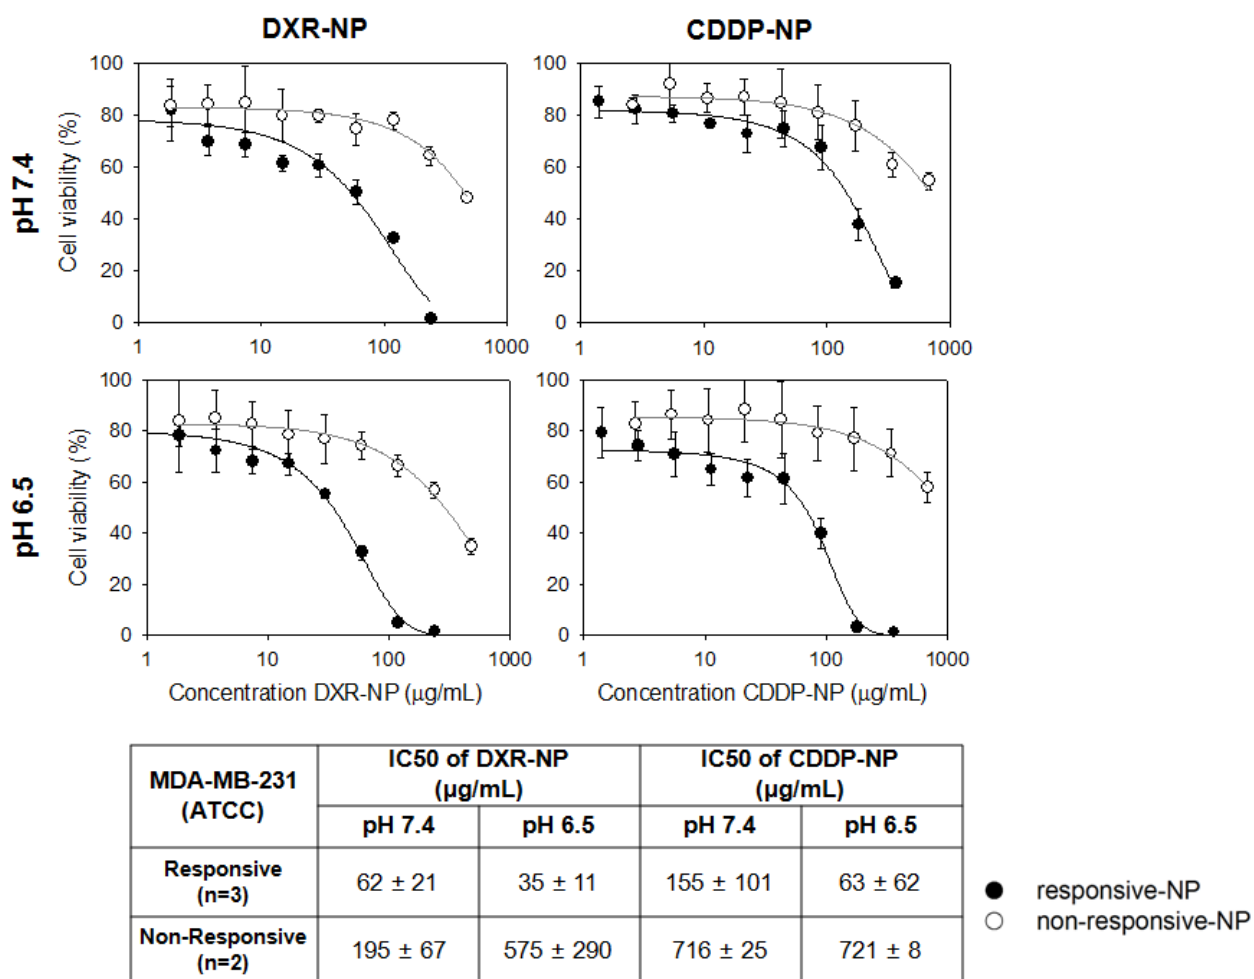 DXR-NP
CDDP-NP
pH 7.4
Cell viability (%)
100
80
60
40
20
0
1
10
100
1000
100
80
60
40
20
0
1
10
100
1000
pH 6.5
Cell viability (%)
100
80
60
40
20
0
1
10
100
1000
Concentration DXR-NP (µg/mL)
100
80
60
40
20
0
1
10
100
1000
Concentration CDDP-NP (µg/mL)
MDA-MB-231
(ATCC)
IC50 of DXR-NP
(µg/mL)
IC50 of CDDP-NP
(µg/mL)
pH 7.4
pH 6.5
pH 7.4
pH 6.5
Responsive
(n=3)
62 ± 21
35 ± 11
155 ± 101
63 ± 62
Non-Responsive
(n=2)
195 ± 67
575 ± 290
716 ± 25
721 ± 8
responsive-NP
non-responsive-NP